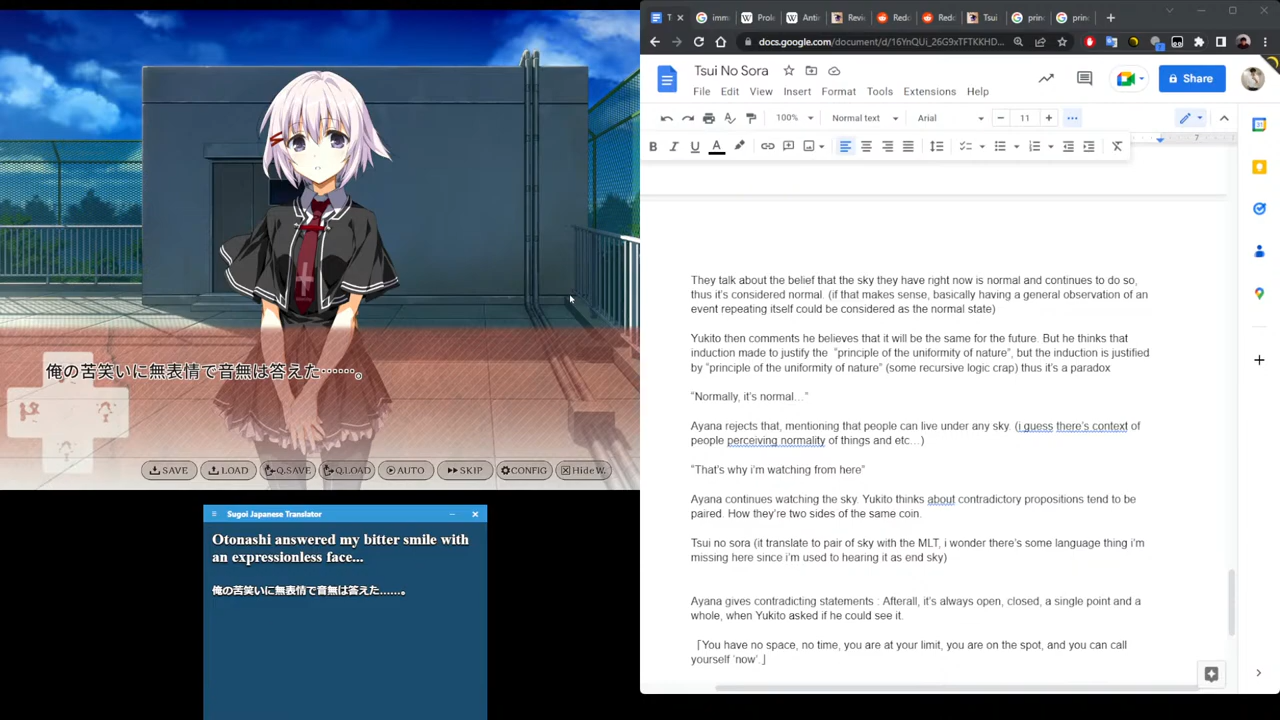 俺の苦笑いに無表情で音無は答えた……。
SAVE
LOAD
Q.SAVE
Q.LOAD
AUTO
SKIP
CONFIG
Hide W.
Sugoi Japanese Translator
Otonashi answered my bitter smile with
an expressionless face...
俺の苦笑いに無表情で音無は答えた……。
T
imm
Prol
Anti
Revi
Redd
Redd
Tsui
princ
princ
docs.google.com/document/d/16YnQUi_26G9xTFTKKHD...
Tsui No Sora
File Edit View Insert Format Tools Extensions Help
Share
100% Normal text Arial 11
B I U A
7
They talk about the belief that the sky they have right now is normal and continues to do so,
thus it's considered normal. (if that makes sense, basically having a general observation of an
event repeating itself could be considered as the normal state)
Yukito then comments he believes that it will be the same for the future. But he thinks that
induction made to justify the "principle of the uniformity of nature", but the induction is justified
by "principle of the uniformity of nature" (some recursive logic crap) thus it's a paradox
"Normally, it's normal…"
Ayana rejects that, mentioning that people can live under any sky. (i guess there's context of
people perceiving normality of things and etc…)
"That's why i'm watching from here"
Ayana continues watching the sky. Yukito thinks about contradictory propositions tend to be
paired. How they're two sides of the same coin.
Tsui no sora (it translate to pair of sky with the MLT, i wonder there's some language thing i'm
missing here since i'm used to hearing it as end sky)
Ayana gives contradicting statements : Afterall, it's always open, closed, a single point and a
whole, when Yukito asked if he could see it.
「You have no space, no time, you are at your limit, you are on the spot, and you can call
yourself 'now'.」